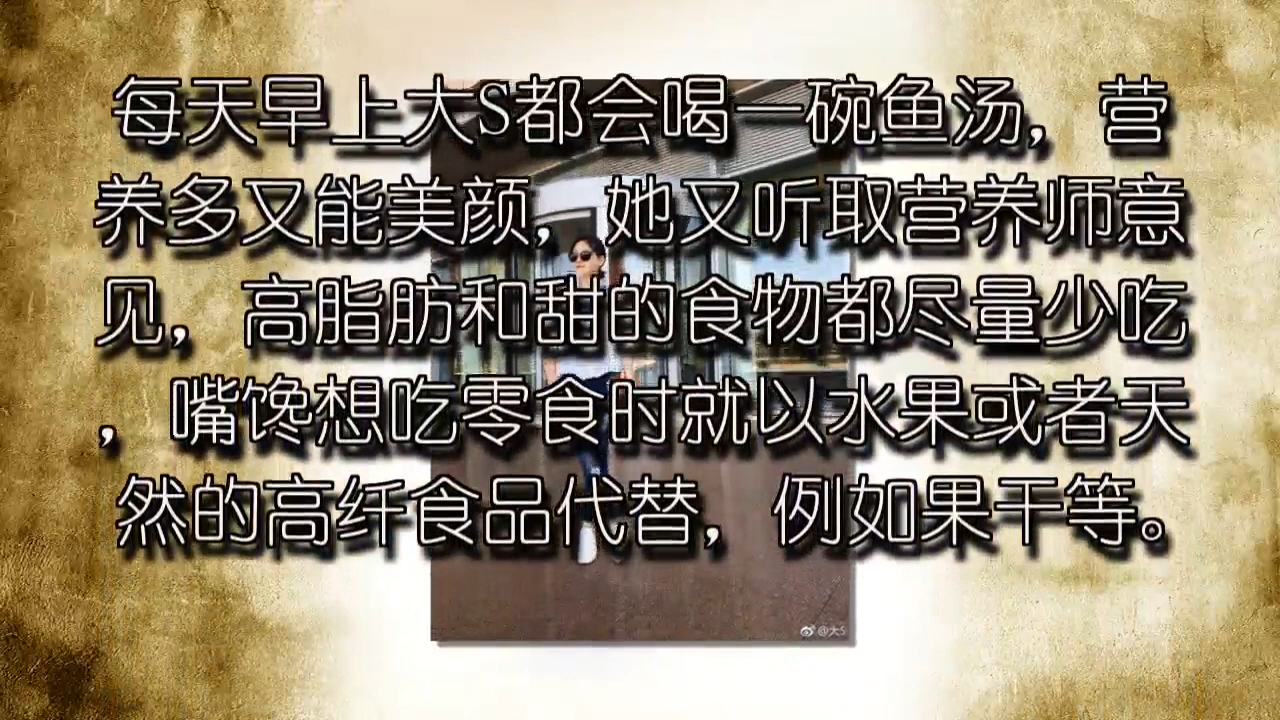 每天早上大S都会喝一碗鱼汤，营
养多又能美颜，她又听取营养师意
见，高脂肪和甜的食物都尽量少吃
，嘴馋想吃零食时就以水果或者天
然的高纤食品代替，例如果干等。
@大S